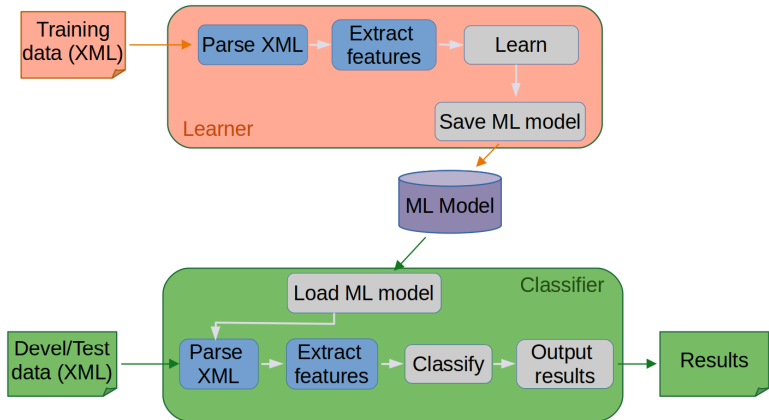 Training
data (XML)
Parse XML
Extract
features
Learn
Save ML model
Learner
ML Model
Load ML model
Classifier
Devel/Test
data (XML)
Parse
XML
Extract
features
Classify
Output
results
Results